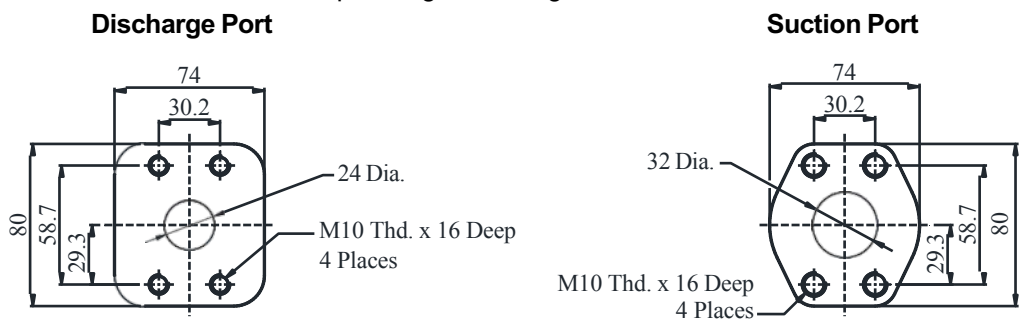 Discharge Port
74
30.2
80
58.7
29.3
24 Dia.
M10 Thd. x 16 Deep
4 Places
Suction Port
74
30.2
32 Dia.
29.3
58.7
80
M10 Thd. x 16 Deep
4 Places